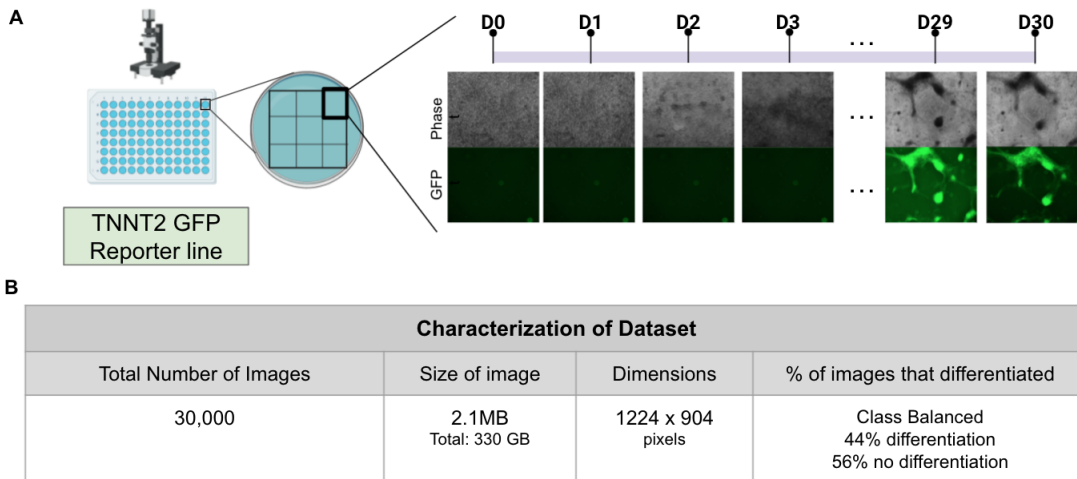 A
D0
D1
D2
D3
...
D29
D30
Phase
...
GFP
...
TNNT2 GFP
Reporter line
B
Characterization of Dataset
Total Number of Images
Size of image
Dimensions
% of images that differentiated
30,000
2.1MB
Total: 330 GB
1224 x 904
pixels
Class Balanced
44% differentiation
56% no differentiation